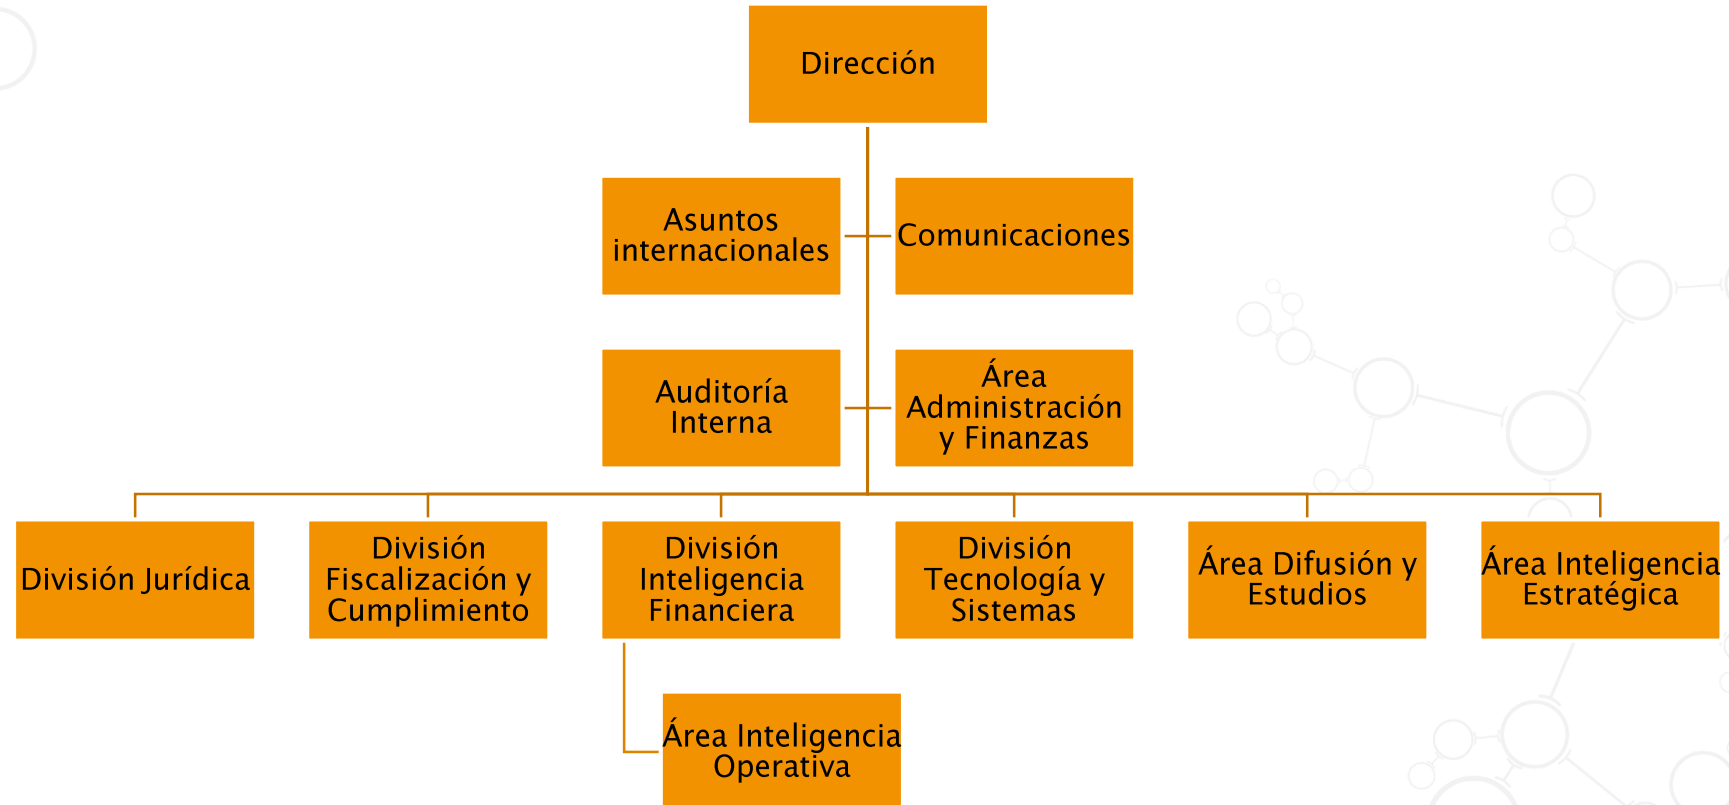 Dirección
Asuntos
internacionales
Comunicaciones
Auditoría
Interna
Área
Administración
y Finanzas
División Jurídica
División
Fiscalización y
Cumplimiento
División
Inteligencia
Financiera
División
Tecnología y
Sistemas
Área Difusión y
Estudios
Área Inteligencia
Estratégica
Área Inteligencia
Operativa